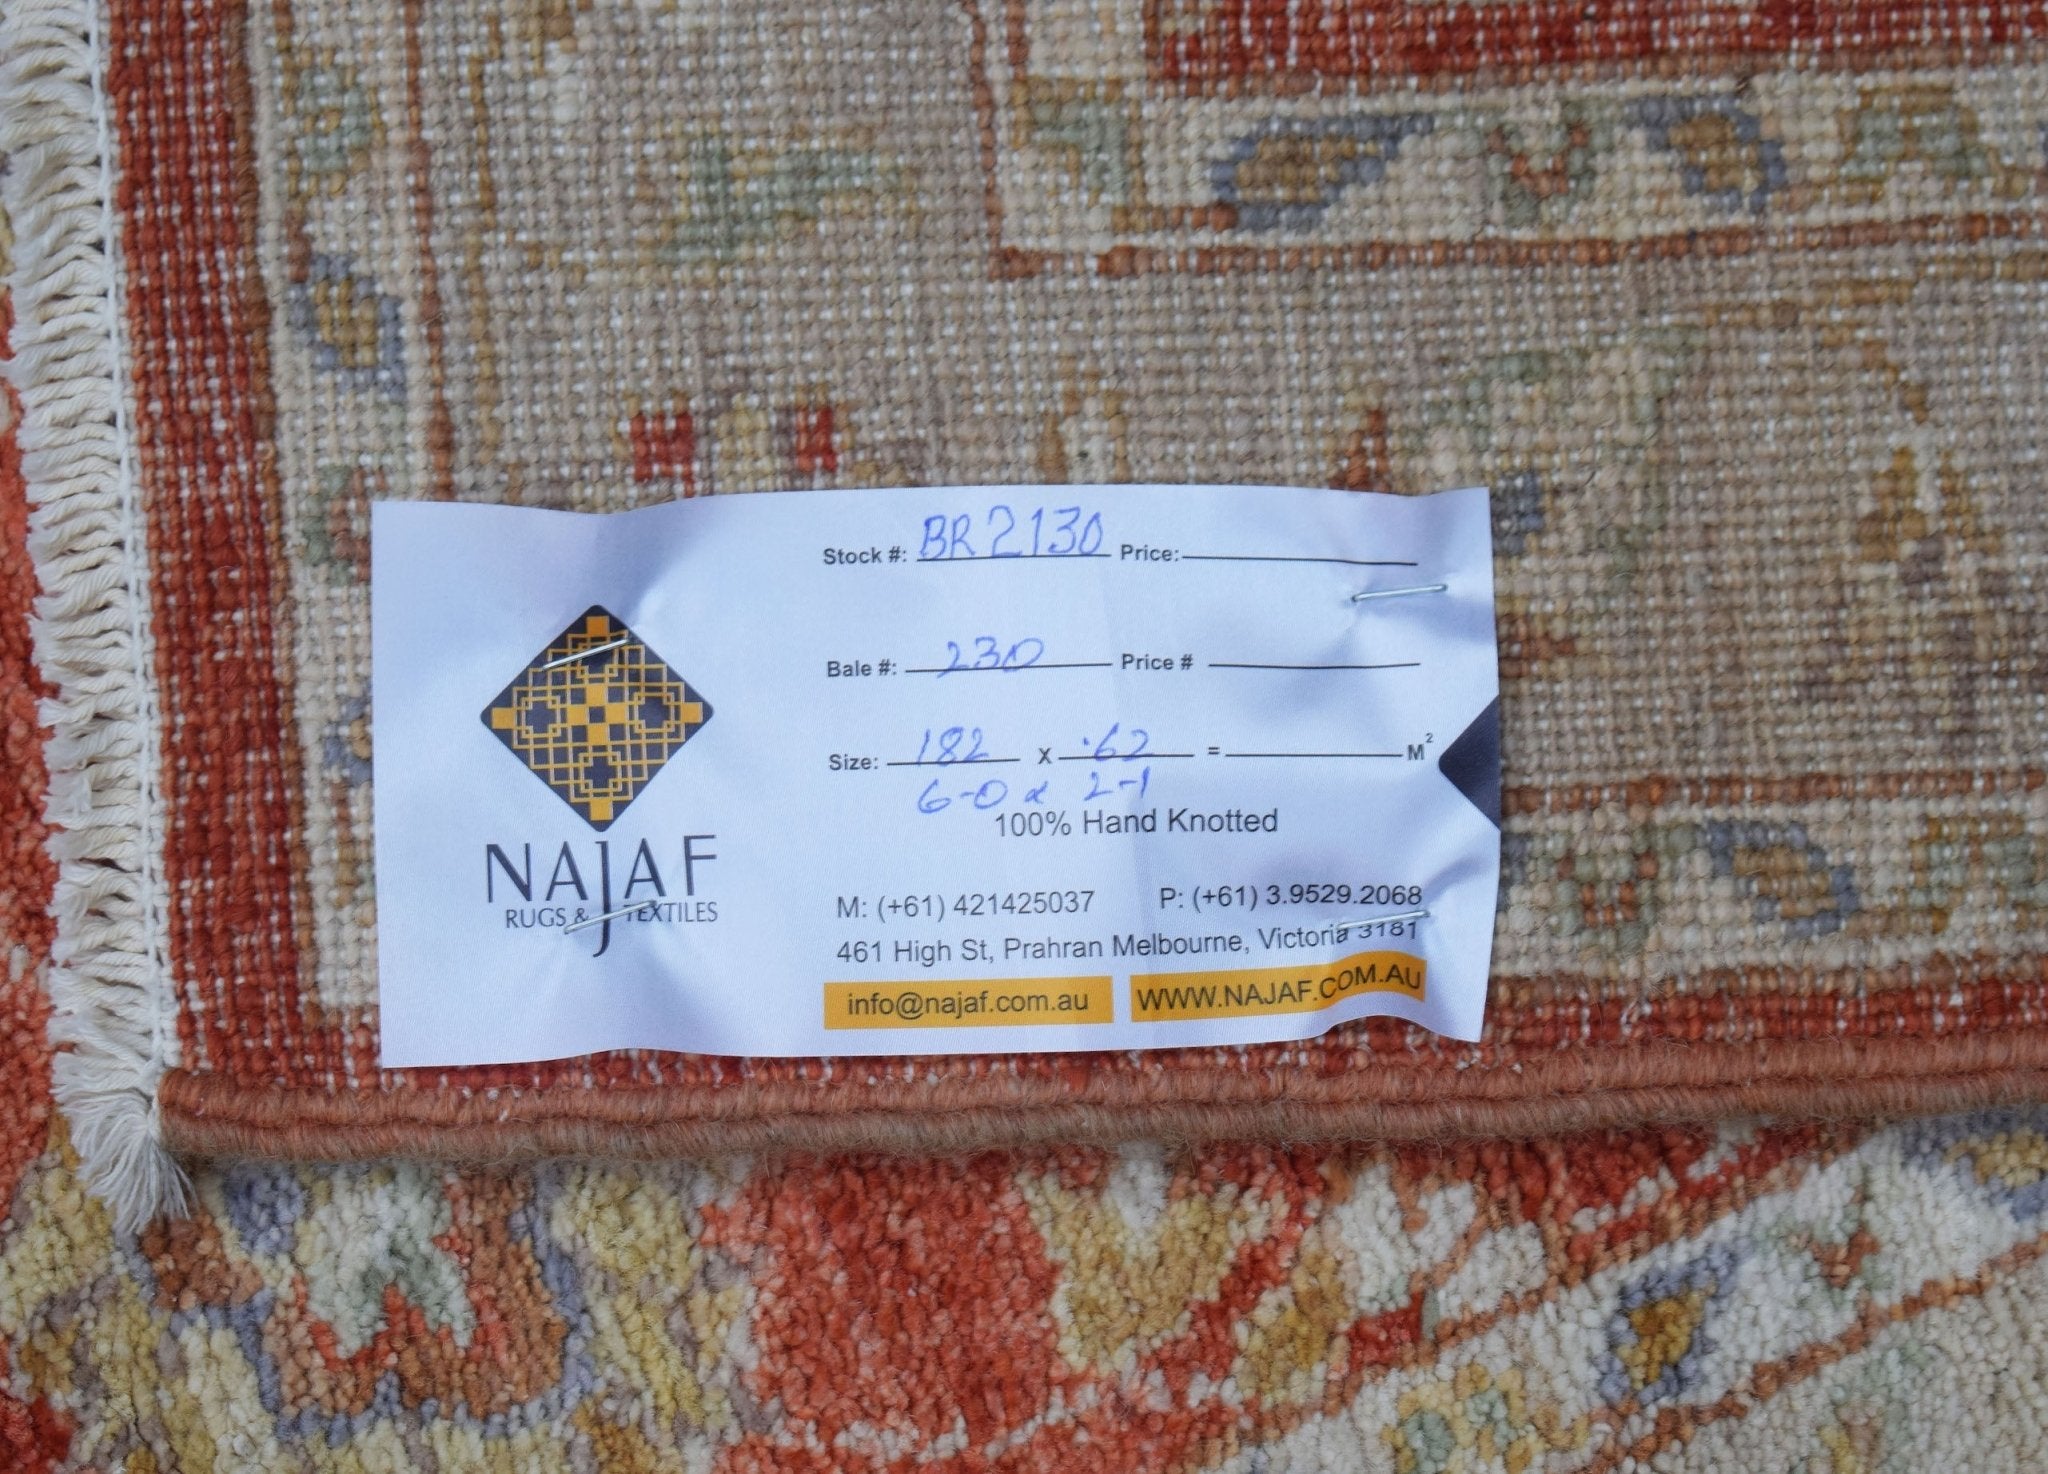 Stock #: BR2130 Price:
Bale #: 230 Price #
Size: 182 x .62 = M²
6-0 x 2-1
100% Hand Knotted
NAJAF
RUGS & TEXTILES
M: (+61) 421425037 P: (+61) 3.9529.2068
461 High St, Prahran Melbourne, Victoria 3181
info@najaf.com.au WWW.NAJAF.COM.AU